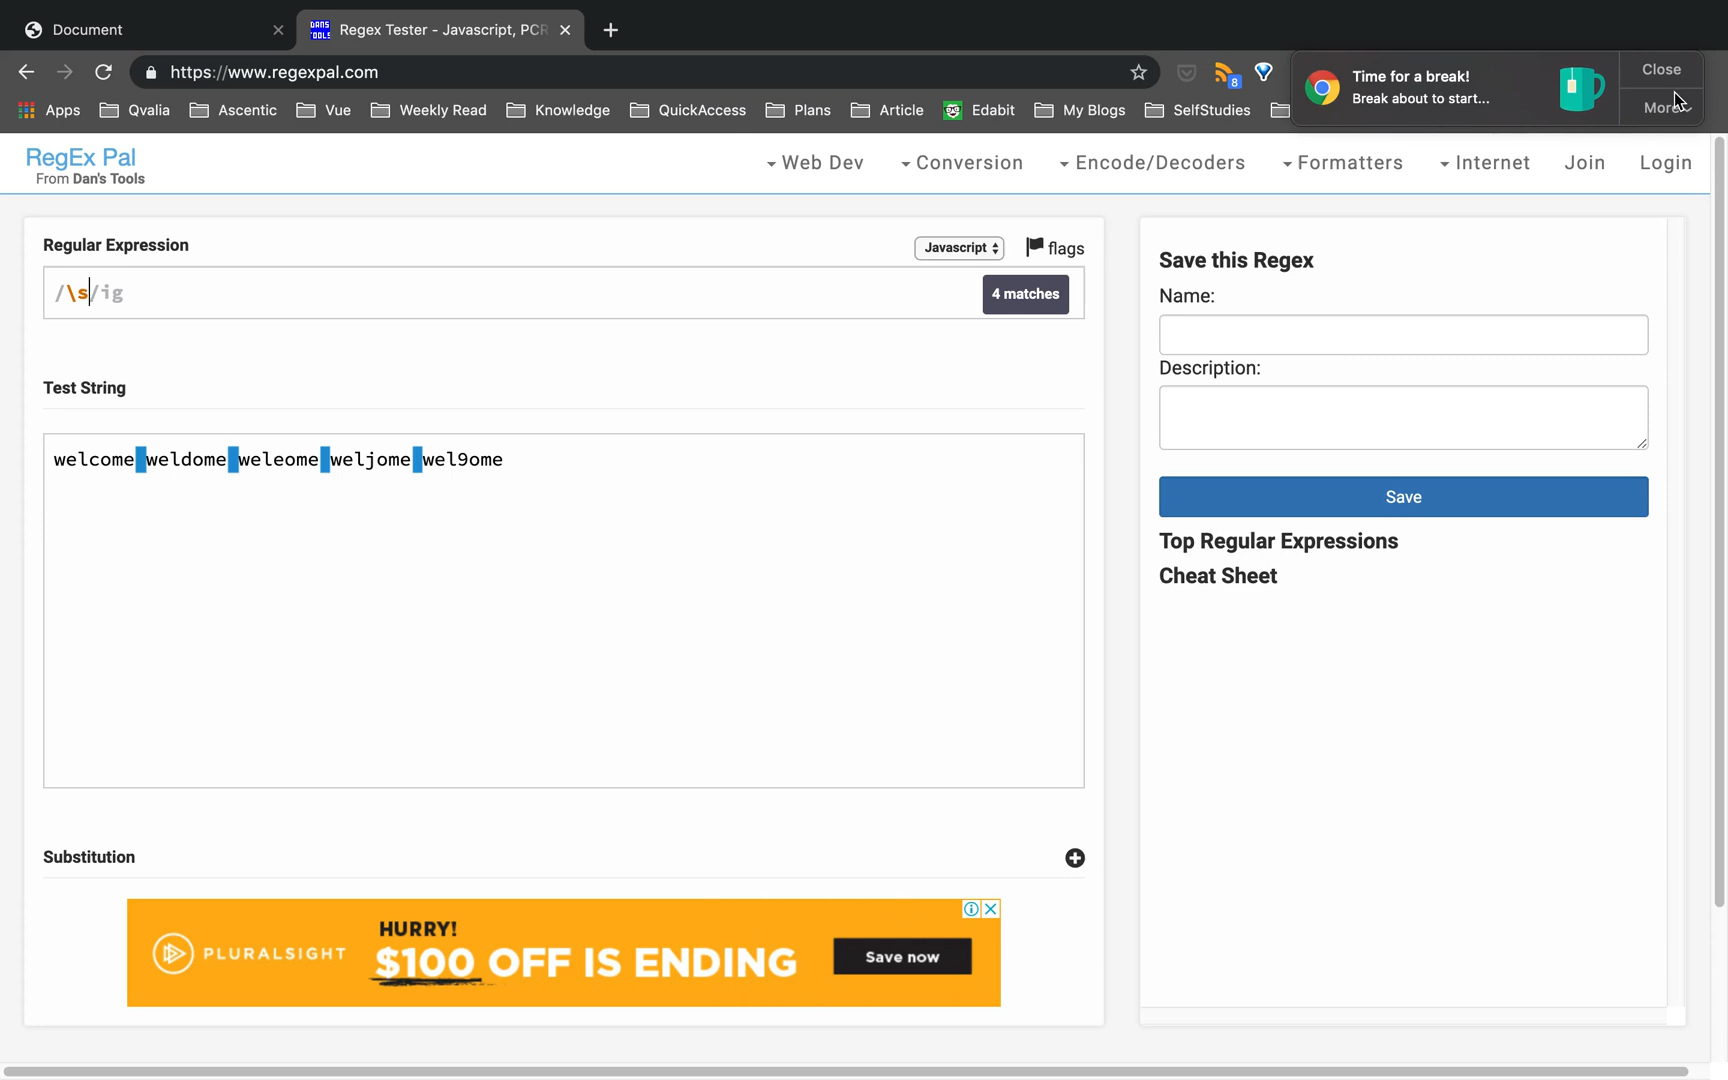 Document
Regex Tester - Javascript, PCR
https://www.regexpal.com
8
Time for a break!
Break about to start...
Close
More
Apps Qvalia Ascentic Vue Weekly Read Knowledge QuickAccess Plans Article Edabit My Blogs SelfStudies
RegEx Pal
From Dan's Tools
Web Dev Conversion Encode/Decoders Formatters Internet Join Login
Regular Expression
Javascript
flags
/\s/ig
4 matches
Test String
welcome weldome weleome weljome wel9ome
Substitution
PLURALSIGHT
HURRY!
$100 OFF IS ENDING
Save now
Save this Regex
Name:
Description:
Save
Top Regular Expressions
Cheat Sheet